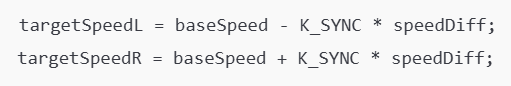 targetSpeedL = baseSpeed - K_SYNC * speedDiff;
targetSpeedR = baseSpeed + K_SYNC * speedDiff;